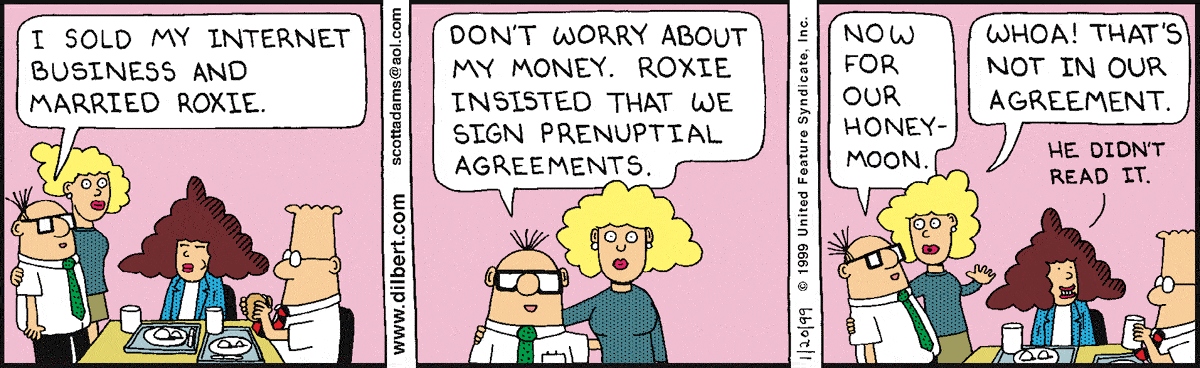 I SOLD MY INTERNET
BUSINESS AND
MARRIED ROXIE.
www.dilbert.com scottadams@aol.com
DON'T WORRY ABOUT
MY MONEY. ROXIE
INSISTED THAT WE
SIGN PRENUPTIAL
AGREEMENTS.
1/20/99 © 1999 United Feature Syndicate, Inc.
NOW
FOR
OUR
HONEY-
MOON.
WHOA! THAT'S
NOT IN OUR
AGREEMENT.
HE DIDN'T
READ IT.